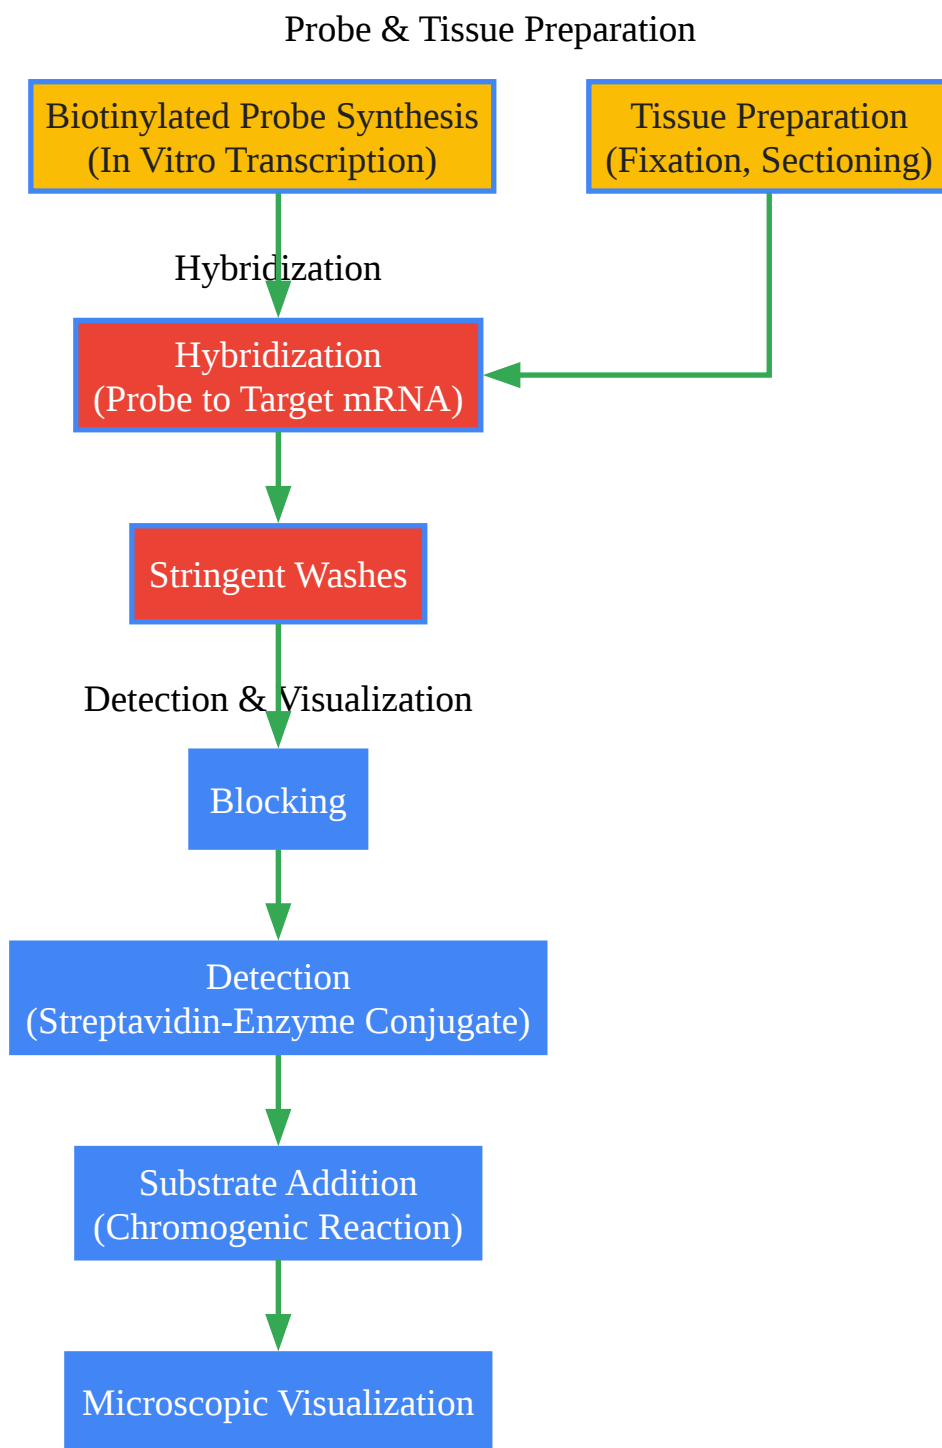 Probe & Tissue Preparation
Biotinylated Probe Synthesis
(In Vitro Transcription)
Tissue Preparation
(Fixation, Sectioning)
Hybridization
Hybridization
(Probe to Target mRNA)
Stringent Washes
Detection & Visualization
Blocking
Detection
(Streptavidin-Enzyme Conjugate)
Substrate Addition
(Chromogenic Reaction)
Microscopic Visualization